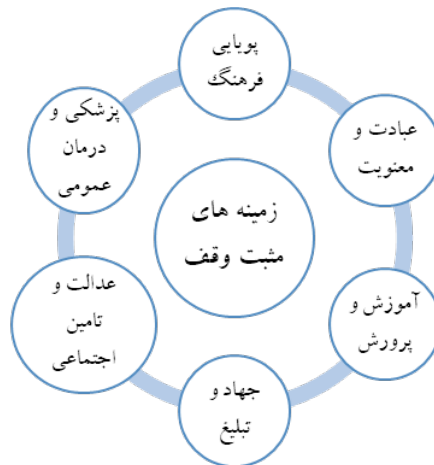 پویایی
فرهنگ
عبادت و
معنویت
آموزش و
پرورش
جهاد و
تبلیغ
عدالت و
تامین
اجتماعی
پزشکی و
درمان
عمومی
زمینه های
مثبت وقف